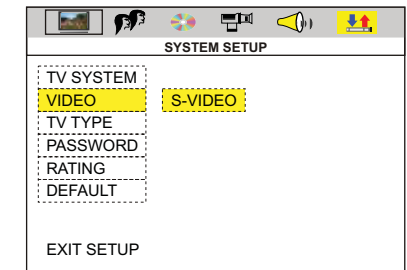 SYSTEM SETUP
TV SYSTEM
VIDEO S-VIDEO
TV TYPE
PASSWORD
RATING
DEFAULT
EXIT SETUP